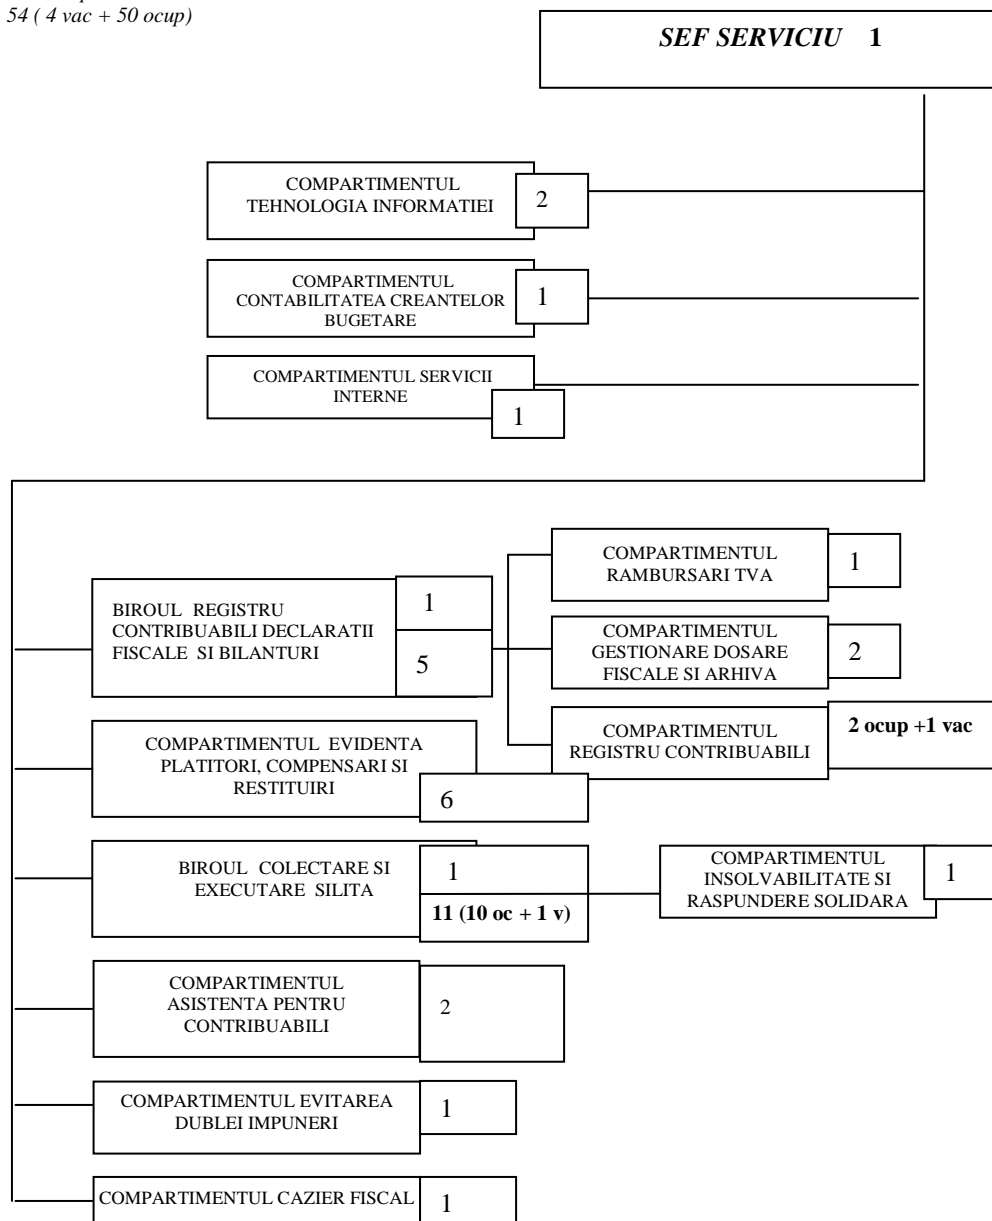 54 ( 4 vac + 50 ocup)
SEF SERVICIU 1
COMPARTIMENTUL
TEHNOLOGIA INFORMATIEI
2
COMPARTIMENTUL
CONTABILITATEA CREANTELOR
BUGETARE
1
COMPARTIMENTUL SERVICII
INTERNE
1
BIROUL REGISTRU
CONTRIBUABILI DECLARATII
FISCALE SI BILANTURI
1
5
COMPARTIMENTUL
RAMBURSARI TVA
1
COMPARTIMENTUL
GESTIONARE DOSARE
FISCALE SI ARHIVA
2
COMPARTIMENTUL
REGISTRU CONTRIBUABILI
2 ocup +1 vac
COMPARTIMENTUL EVIDENTA
PLATITORI, COMPENSARI SI
RESTITUIRI
6
BIROUL COLECTARE SI
EXECUTARE SILITA
1
11 (10 oc + 1 v)
COMPARTIMENTUL
INSOLVABILITATE SI
RASPUNDERE SOLIDARA
1
COMPARTIMENTUL
ASISTENTA PENTRU
CONTRIBUABILI
2
COMPARTIMENTUL EVITAREA
DUBLEI IMPUNERI
1
COMPARTIMENTUL CAZIER FISCAL
1